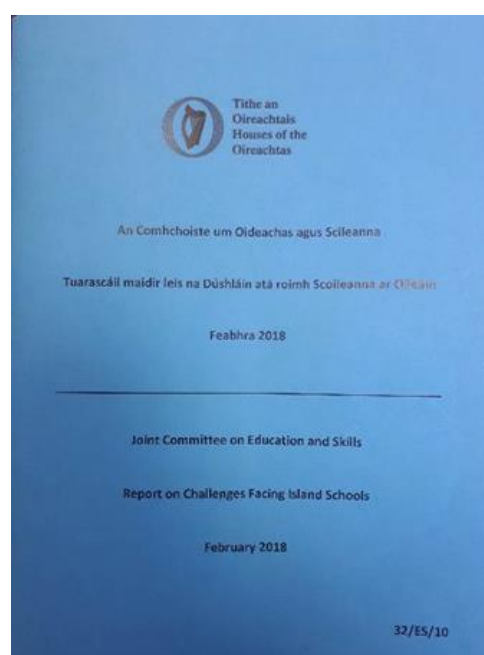 Tithe an
Oireachtais
Houses of the
Oireachtas
An Comhchoiste um Oideachas agus Scileanna
Tuarascáil maidir leis na Dúshláin atá roimh Scoileanna ar Oileáin
Feabhra 2018
Joint Committee on Education and Skills
Report on Challenges Facing Island Schools
February 2018
32/ES/10